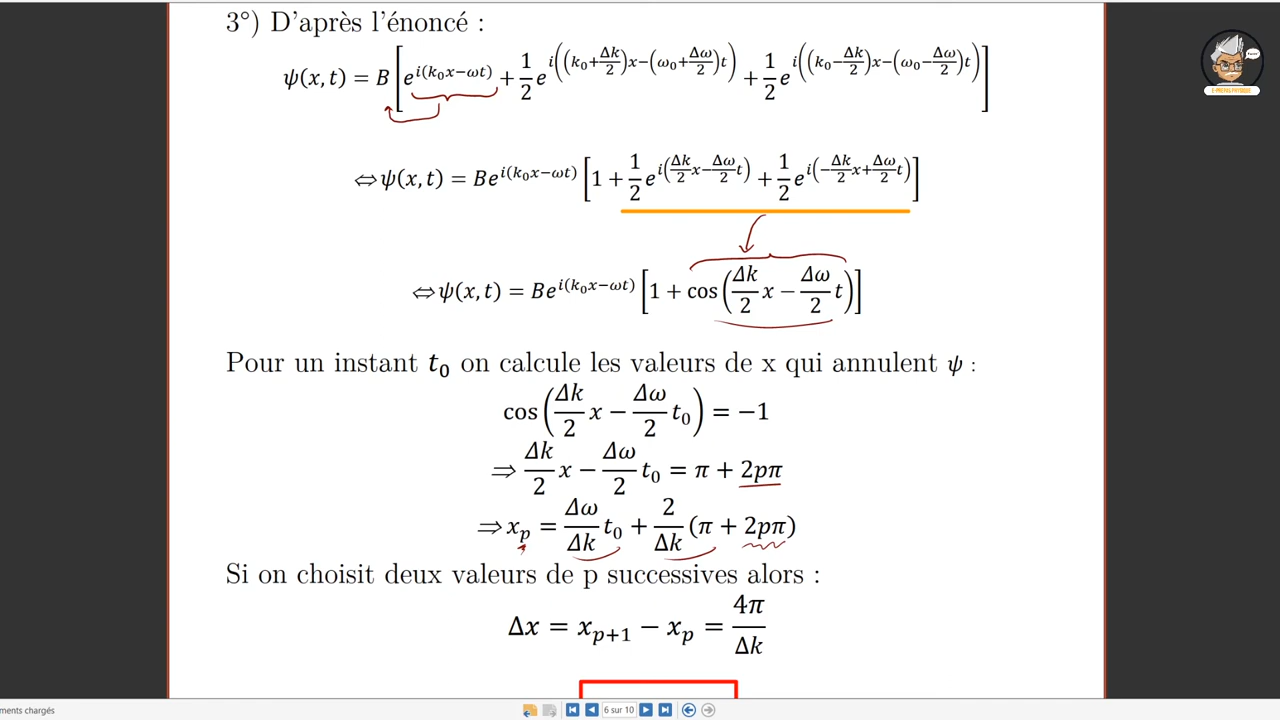 3°) D'après l'énoncé :
ψ(x, t) = B[e^{i(k₀x−ωt)} + 1/2 e^{i((k₀+Δk/2)x−(ω₀+Δω/2)t)} + 1/2 e^{i((k₀−Δk/2)x−(ω₀−Δω/2)t)}]
⇔ψ(x, t) = Be^{i(k₀x−ωt)} [1 + 1/2 e^{i(Δk/2 x−Δω/2 t)} + 1/2 e^{i(−Δk/2 x+Δω/2 t)}]
⇔ψ(x, t) = Be^{i(k₀x−ωt)} [1 + cos(Δk/2 x − Δω/2 t)]
Pour un instant t₀ on calcule les valeurs de x qui annulent ψ :
cos(Δk/2 x − Δω/2 t₀) = −1
⇒ Δk/2 x − Δω/2 t₀ = π + 2pπ
⇒ x_p = Δω/Δk t₀ + 2/Δk (π + 2pπ)
Si on choisit deux valeurs de p successives alors :
Δx = x_{p+1} − x_p = 4π/Δk
ments chargés
6 sur 10